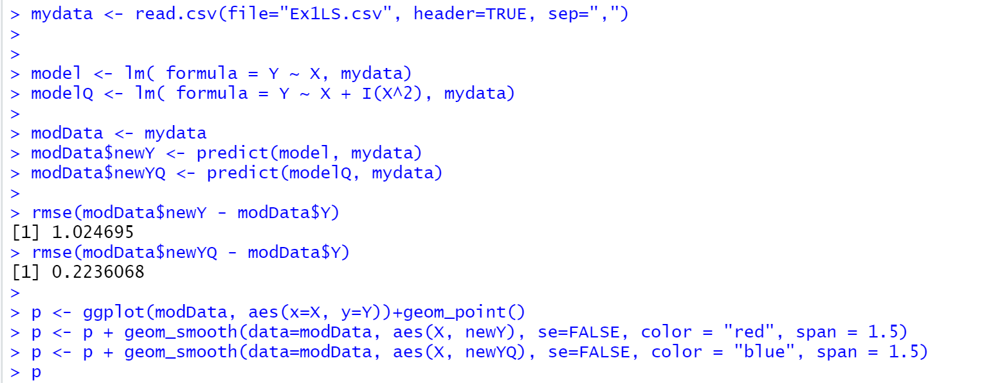 > mydata <- read.csv(file="Ex1LS.csv", header=TRUE, sep=",")
>
>
> model <- lm( formula = Y ~ X, mydata)
> modelQ <- lm( formula = Y ~ X + I(X^2), mydata)
>
> modData <- mydata
> modData$newY <- predict(model, mydata)
> modData$newYQ <- predict(modelQ, mydata)
>
> rmse(modData$newY - modData$Y)
[1] 1.024695
> rmse(modData$newYQ - modData$Y)
[1] 0.2236068
>
> p <- ggplot(modData, aes(x=X, y=Y))+geom_point()
> p <- p + geom_smooth(data=modData, aes(X, newY), se=FALSE, color = "red", span = 1.5)
> p <- p + geom_smooth(data=modData, aes(X, newYQ), se=FALSE, color = "blue", span = 1.5)
> p